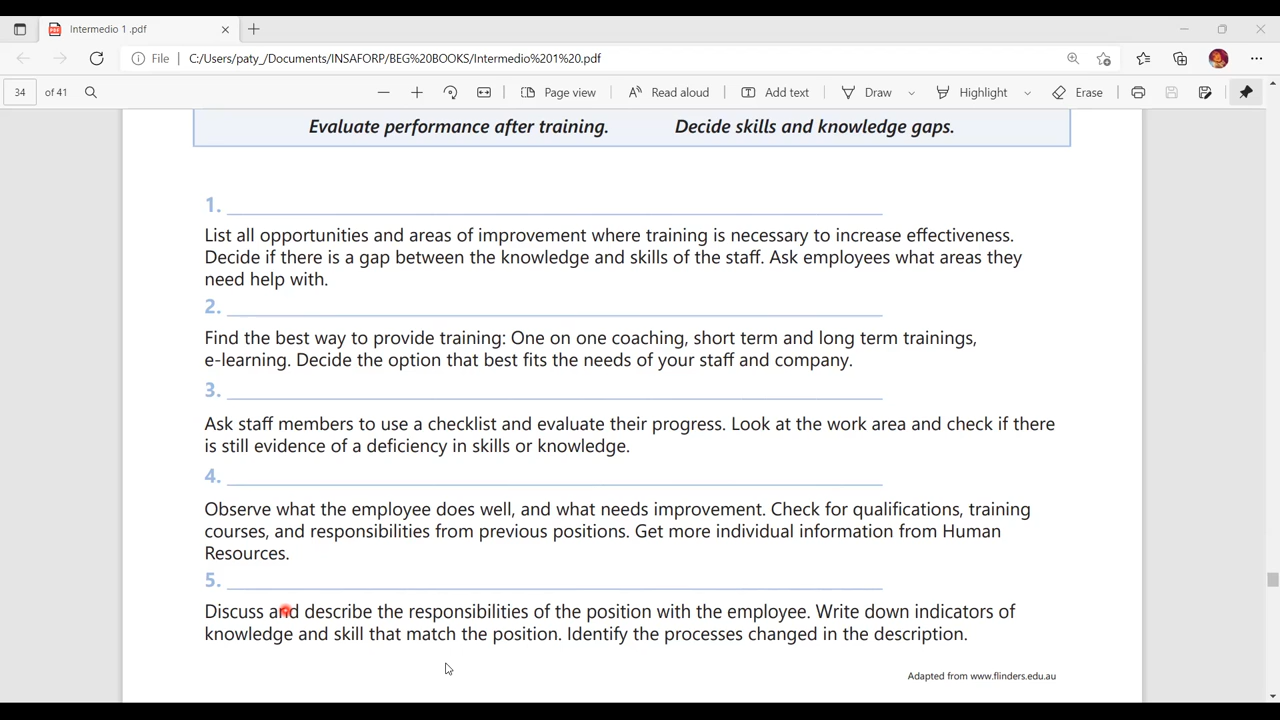 Intermedio 1 .pdf
File | C:/Users/paty_/Documents/INSAFORP/BEG%20BOOKS/Intermedio%201%20.pdf
34 of 41 Page view Read aloud Add text Draw Highlight Erase
Evaluate performance after training. Decide skills and knowledge gaps.
1.
List all opportunities and areas of improvement where training is necessary to increase effectiveness.
Decide if there is a gap between the knowledge and skills of the staff. Ask employees what areas they
need help with.
2.
Find the best way to provide training: One on one coaching, short term and long term trainings,
e-learning. Decide the option that best fits the needs of your staff and company.
3.
Ask staff members to use a checklist and evaluate their progress. Look at the work area and check if there
is still evidence of a deficiency in skills or knowledge.
4.
Observe what the employee does well, and what needs improvement. Check for qualifications, training
courses, and responsibilities from previous positions. Get more individual information from Human
Resources.
5.
Discuss and describe the responsibilities of the position with the employee. Write down indicators of
knowledge and skill that match the position. Identify the processes changed in the description.
Adapted from www.flinders.edu.au